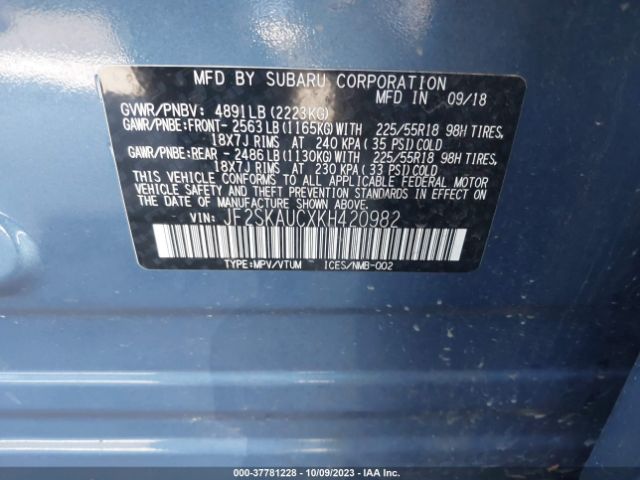 MFD BY SUBARU CORPORATION
MFD IN 09/18
GVWR/PNBV: 4891LB(2223KG)
GAWR/PNBE:FRONT- 2563LB(1165KG)WITH 225/55R18 98H TIRES,
18X7J RIMS AT 240 KPA(35 PSI)COLD
GAWR/PNBE:REAR - 2486LB(1130KG)WITH 225/55R18 98H TIRES,
18X7J RIMS AT 230 KPA(33 PSI)COLD
THIS VEHICLE CONFORMS TO ALL APPLICABLE FEDERAL MOTOR
VEHICLE SAFETY AND THEFT PREVENTION STANDARDS IN EFFECT ON
THE DATE OF MANUFACTURE SHOWN ABOVE.
VIN: JF2SKAUCXKH420982
TYPE:MPV/VTUM ICES/NMB-002
000-37781228 - 10/09/2023 - IAA Inc.